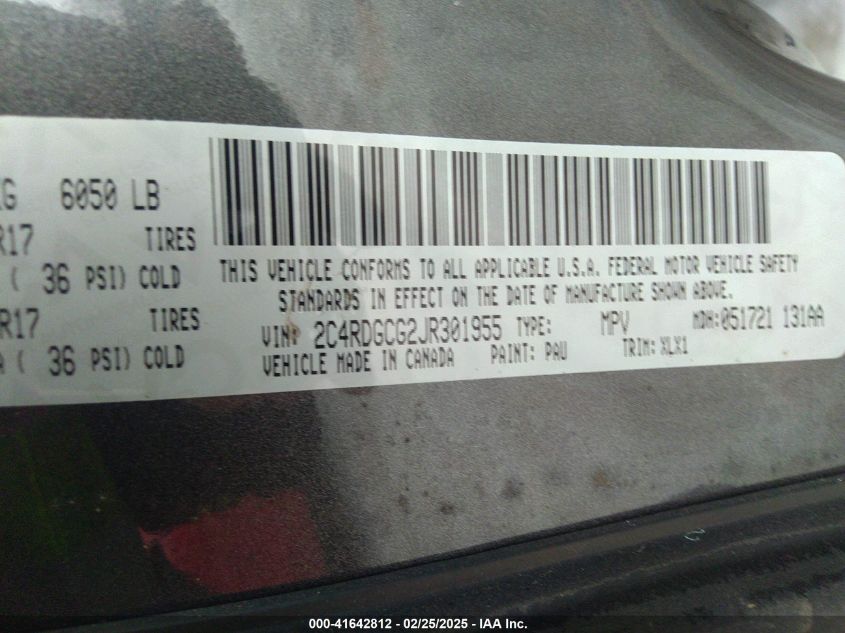 KG 6050 LB
R17 TIRES
( 36 PSI) COLD
R17 TIRES
A ( 36 PSI) COLD
THIS VEHICLE CONFORMS TO ALL APPLICABLE U.S.A. FEDERAL MOTOR VEHICLE SAFETY
STANDARDS IN EFFECT ON THE DATE OF MANUFACTURE SHOWN ABOVE.
VIN: 2C4RDGCG2JR301955 TYPE: MPV MDH: 051721 131AA
VEHICLE MADE IN CANADA PAINT: PAU TRIM: XLX1
000-41642812 - 02/25/2025 - IAA Inc.